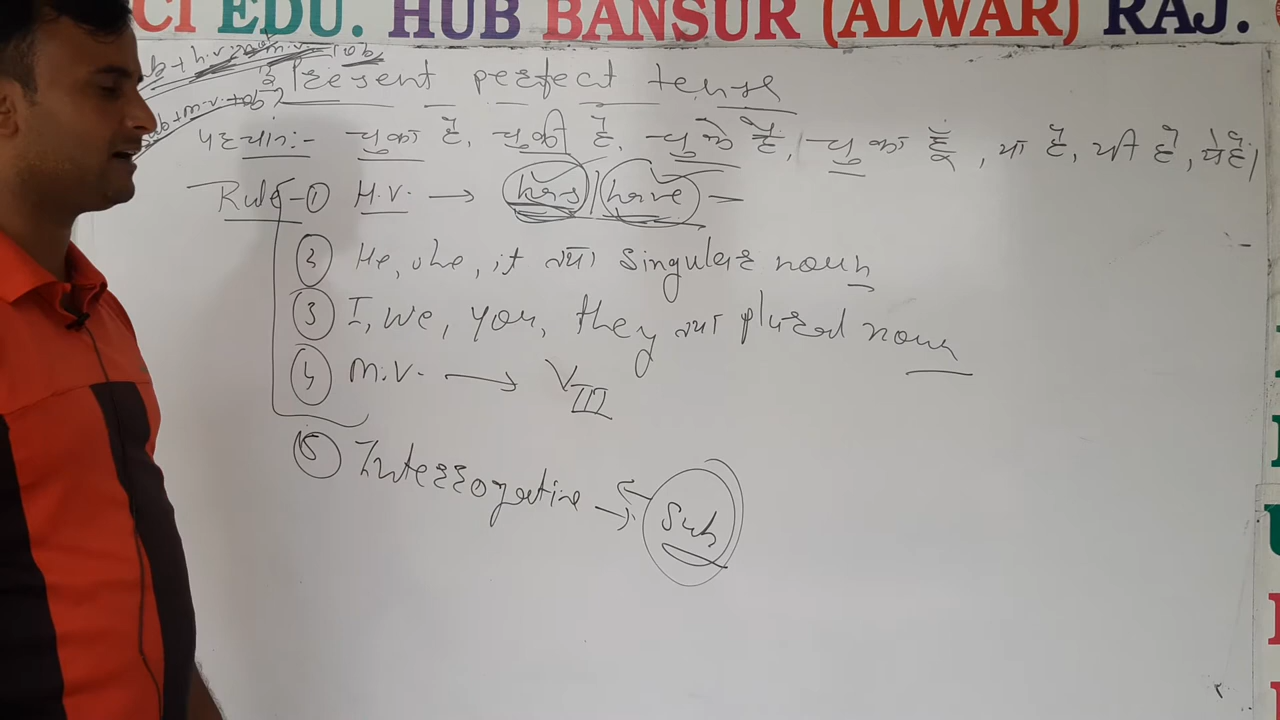 CI EDU. HUB BANSUR (ALWAR) RAJ.
Present perfect tense
पहचान:- चुका है, चुकी है, चुके हैं, चुका हूँ, या है, यी है, ये हैं।
Rule-① H.V. → has/have -
② He, she, it तथा singular noun
③ I, we, you, they तथा plural noun
④ M.V. → VIII
⑤ Interrogative → Sub